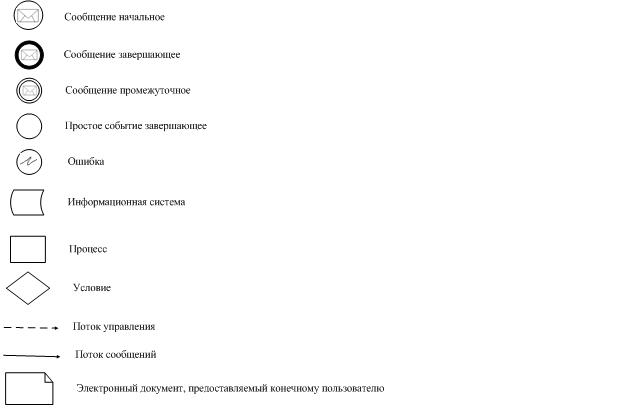 Сообщение начальное
Сообщение завершающее
Сообщение промежуточное
Простое событие завершающее
Ошибка
Информационная система
Процесс
Условие
Поток управления
Поток сообщений
Электронный документ, предоставляемый конечному пользователю